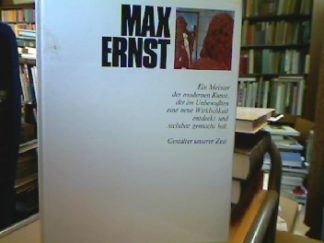 MAX
ERNST
Ein Meister
der modernen Kunst,
der im Unbewußten
eine neue Wirklichkeit
entdeckt und
sichtbar gemacht hat.
Gestalter unserer Zeit